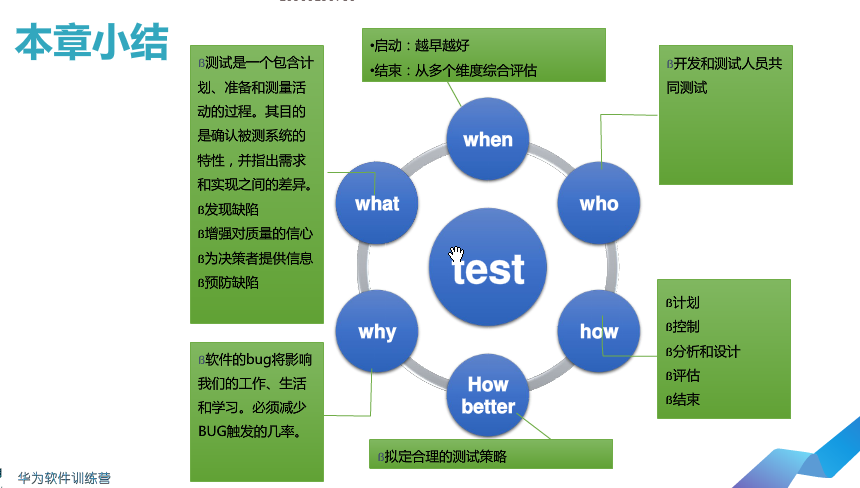 本章小结
•启动：越早越好
•结束：从多个维度综合评估
ß测试是一个包含计
划、准备和测量活
动的过程。其目的
是确认被测系统的
特性，并指出需求
和实现之间的差异。
ß发现缺陷
ß增强对质量的信心
ß为决策者提供信息
ß预防缺陷
ß开发和测试人员共
同测试
when
what
who
test
why
how
How
better
ß计划
ß控制
ß分析和设计
ß评估
ß结束
ß软件的bug将影响
我们的工作、生活
和学习。必须减少
BUG触发的几率。
ß拟定合理的测试策略
华为软件训练营